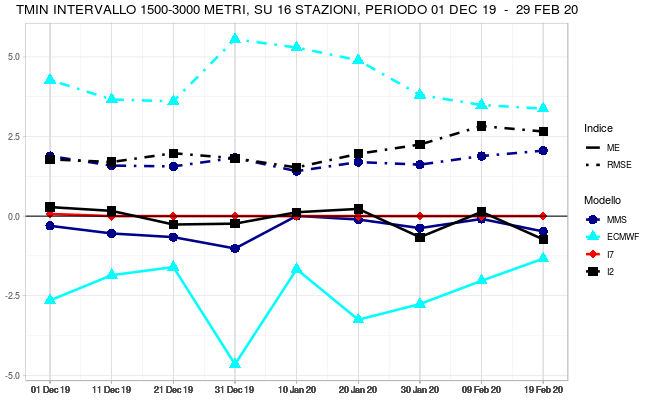 TMIN INTERVALLO 1500-3000 METRI, SU 16 STAZIONI, PERIODO 01 DEC 19 - 29 FEB 20
5.0
2.5
0.0
-2.5
-5.0
01 Dec 19 11 Dec 19 21 Dec 19 31 Dec 19 10 Jan 20 20 Jan 20 30 Jan 20 09 Feb 20 19 Feb 20
Indice
ME
RMSE
Modello
MMS
ECMWF
I7
I2